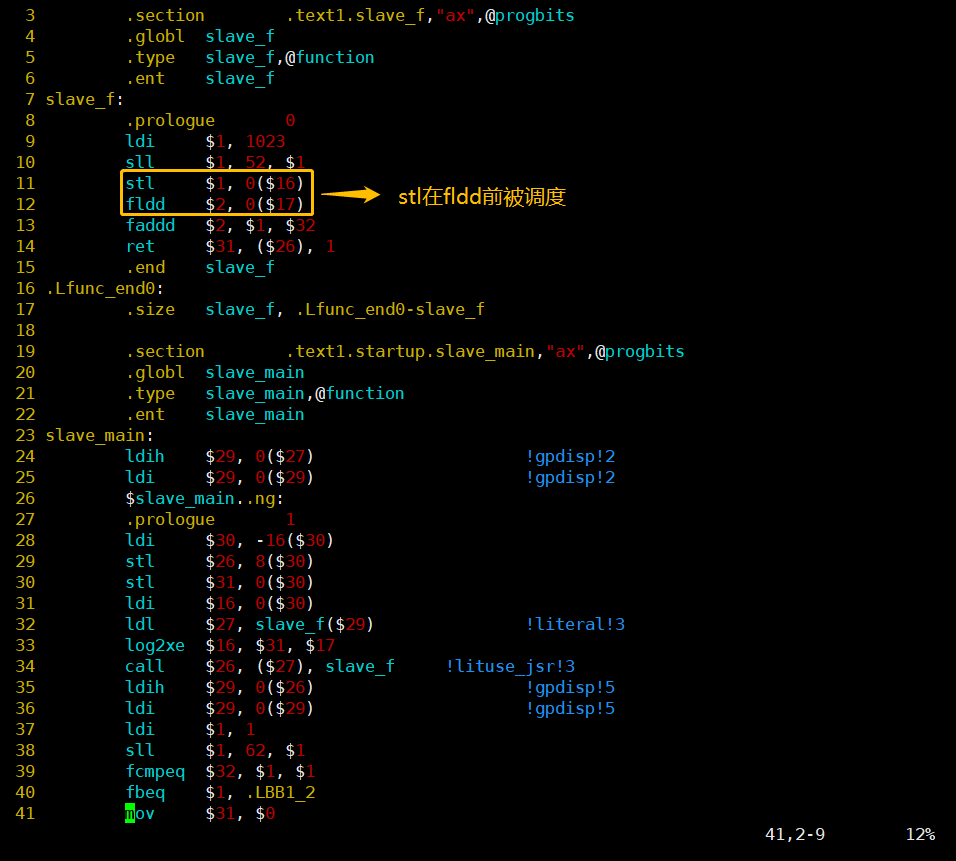 3 .section .text1.slave_f,"ax",@progbits
4 .globl slave_f
5 .type slave_f,@function
6 .ent slave_f
7 slave_f:
8 .prologue 0
9 ldi $1, 1023
10 sll $1, 52, $1
11 stl $1, 0($16)
12 fldd $2, 0($17)
stl在fldd前被调度
13 faddd $2, $1, $32
14 ret $31, ($26), 1
15 .end slave_f
16 .Lfunc_end0:
17 .size slave_f, .Lfunc_end0-slave_f
18
19 .section .text1.startup.slave_main,"ax",@progbits
20 .globl slave_main
21 .type slave_main,@function
22 .ent slave_main
23 slave_main:
24 ldih $29, 0($27) !gpdisp!2
25 ldi $29, 0($29) !gpdisp!2
26 $slave_main..ng:
27 .prologue 1
28 ldi $30, -16($30)
29 stl $26, 8($30)
30 stl $31, 0($30)
31 ldi $16, 0($30)
32 ldl $27, slave_f($29) !literal!3
33 log2xe $16, $31, $17
34 call $26, ($27), slave_f !lituse_jsr!3
35 ldih $29, 0($26) !gpdisp!5
36 ldi $29, 0($29) !gpdisp!5
37 ldi $1, 1
38 sll $1, 62, $1
39 fcmpeq $32, $1, $1
40 fbeq $1, .LBB1_2
41 mov $31, $0
41,2-9 12%